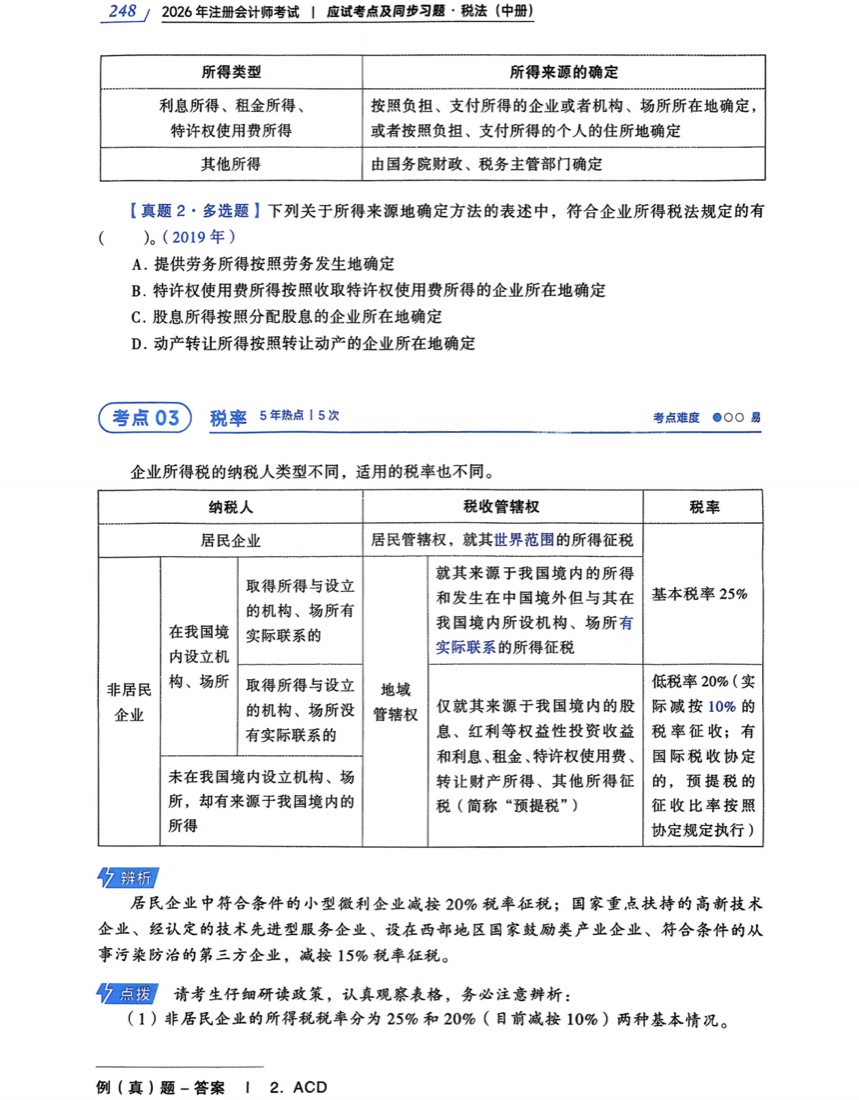 248 2026年注册会计师考试 | 应试考点及同步习题·税法（中册）
所得类型 所得来源的确定
利息所得、租金所得、
特许权使用费所得
按照负担、支付所得的企业或者机构、场所所在地确定，
或者按照负担、支付所得的个人的住所地确定
其他所得 由国务院财政、税务主管部门确定
【真题2·多选题】下列关于所得来源地确定方法的表述中，符合企业所得税法规定的有
（ ）。（2019年）
A. 提供劳务所得按照劳务发生地确定
B. 特许权使用费所得按照收取特许权使用费所得的企业所在地确定
C. 股息所得按照分配股息的企业所在地确定
D. 动产转让所得按照转让动产的企业所在地确定
考点 03 税率 5年热点 | 5次 考点难度 易
企业所得税的纳税人类型不同，适用的税率也不同。
纳税人 税收管辖权 税率
居民企业 居民管辖权，就其世界范围的所得征税
基本税率25%
非居民
企业
在我国境
内设立机
构、场所
取得所得与设立
的机构、场所有
实际联系的
地域
管辖权
就其来源于我国境内的所得
和发生在中国境外但与其在
我国境内所设机构、场所有
实际联系的所得征税
取得所得与设立
的机构、场所没
有实际联系的
仅就其来源于我国境内的股
息、红利等权益性投资收益
和利息、租金、特许权使用费、
转让财产所得、其他所得征
税（简称“预提税”）
低税率20%（实
际减按10%的
税率征收；有
国际税收协定
的，预提税的
征收比率按照
协定规定执行）
未在我国境内设立机构、场
所，却有来源于我国境内的
所得
辨析
居民企业中符合条件的小型微利企业减按20%税率征税；国家重点扶持的高新技术
企业、经认定的技术先进型服务企业、设在西部地区国家鼓励类产业企业、符合条件的从
事污染防治的第三方企业，减按15%税率征税。
点拨 请考生仔细研读政策，认真观察表格，务必注意辨析：
（1）非居民企业的所得税税率分为25%和20%（目前减按10%）两种基本情况。
例（真）题-答案 | 2. ACD